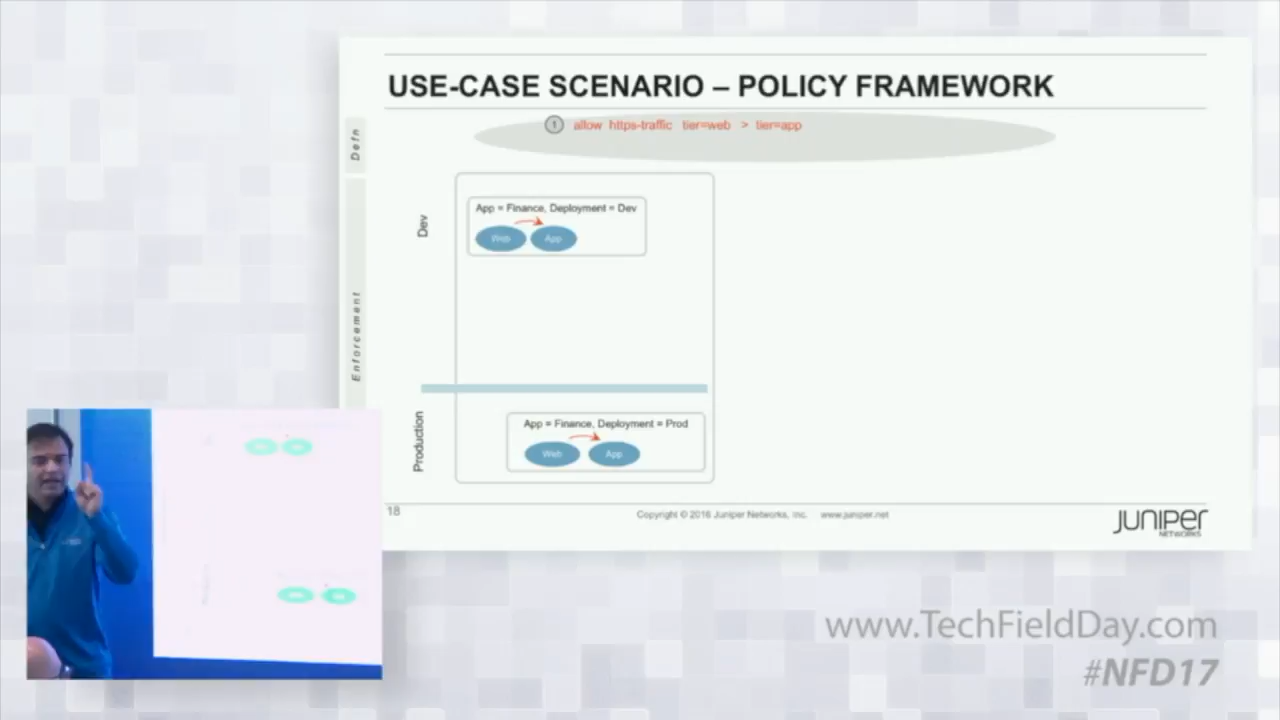 USE-CASE SCENARIO – POLICY FRAMEWORK
Defn
1 allow https-traffic tier=web > tier=app
Enforcement
Dev
App = Finance, Deployment = Dev
Web App
Production
App = Finance, Deployment = Prod
Web App
18
Copyright © 2016 Juniper Networks, Inc. www.juniper.net
JUNIPER
NETWORKS
www.TechFieldDay.com
#NFD17